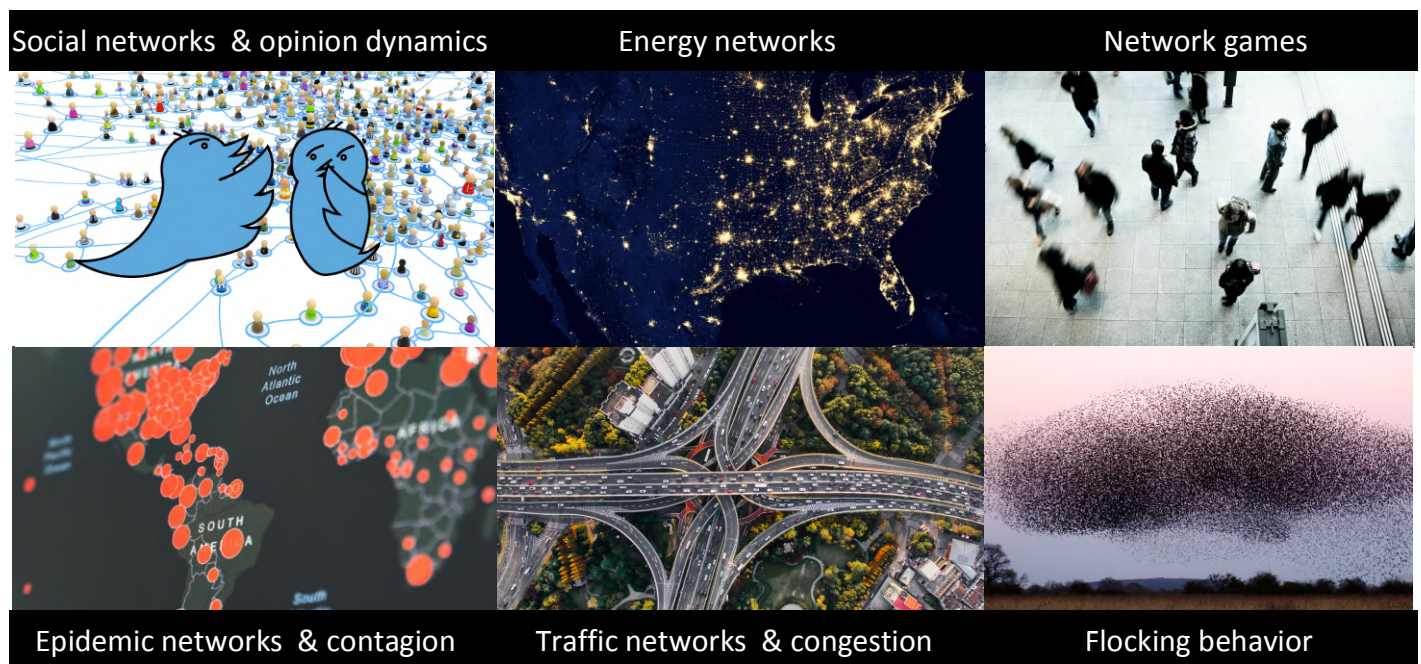 Social networks & opinion dynamics
Energy networks
Network games
North
Atlantic
Ocean
AFRICA
SOUTH
AMERICA
South
Epidemic networks & contagion
Traffic networks & congestion
Flocking behavior